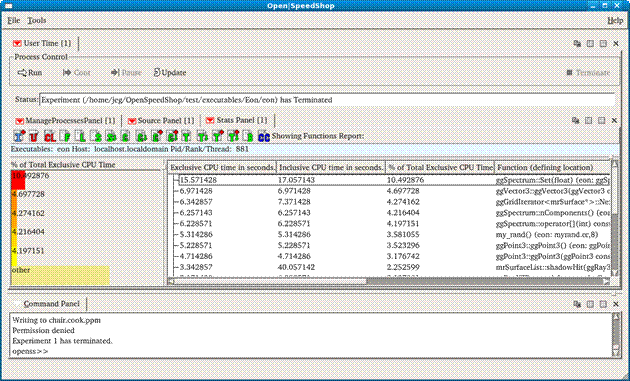 Open|SpeedShop
File Tools Help
User Time [1]
Process Control
Run Cont Pause Update Terminate
Status: Experiment (/home/jeg/OpenSpeedShop/test/executables/Eon/eon) has Terminated
ManageProcessesPanel [1] Source Panel [1] Stats Panel [1]
Showing Functions Report:
Executables: eon Host: localhost.localdomain Pid/Rank/Thread: 881
% of Total Exclusive CPU Time
10.492876
4.697728
4.274162
4.216404
4.197151
other
Exclusive CPU time in seconds. Inclusive CPU time in seconds. % of Total Exclusive CPU Time Function (defining location)
15.571428 17.057143 10.492876 ggSpectrum::Set(float) (eon: ggSp
6.971428 6.971428 4.697728 ggVector3::ggVector3(ggVector3 c
6.342857 7.371428 4.274162 ggGridIterator<mrSurface*>::Ne
6.257143 6.257143 4.216404 ggSpectrum::nComponents() (eon:
6.228571 6.228571 4.197151 ggSpectrum::operator[](int) const
5.314286 5.314286 3.581055 my_rand() (eon: myrand.cc,8)
5.228571 5.228571 3.523296 ggPoint3::ggPoint3() (eon: ggPoint
4.714286 4.714286 3.176742 ggPoint3::ggPoint3(ggPoint3 cons
3.342857 40.057142 2.252599 mrSurfaceList::shadowHit(ggRay3
Command Panel
Writing to chair.cook.ppm
Permission denied
Experiment 1 has terminated.
openss>>